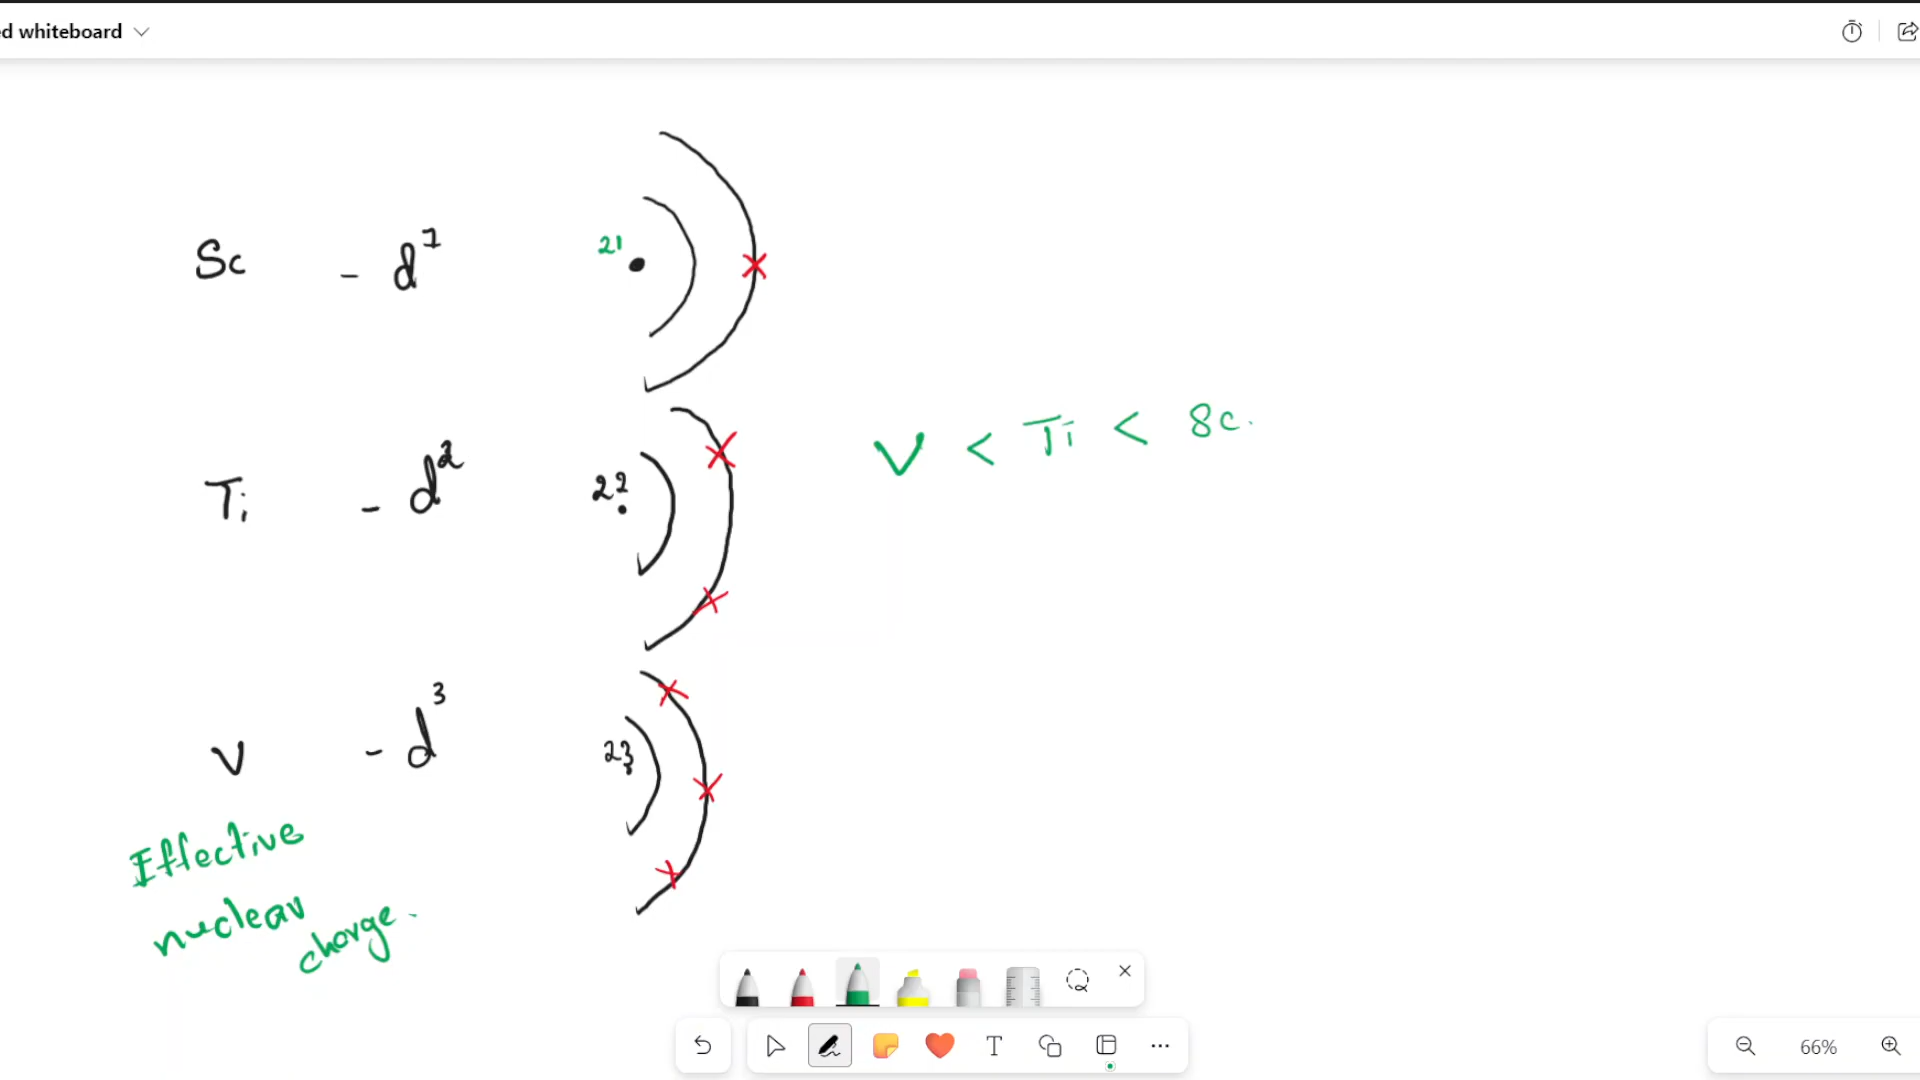 d whiteboard
Sc - d¹ 21
V < Ti < Sc.
Ti - d² 22
V - d³ 23
Effective
nuclear charge.
66%